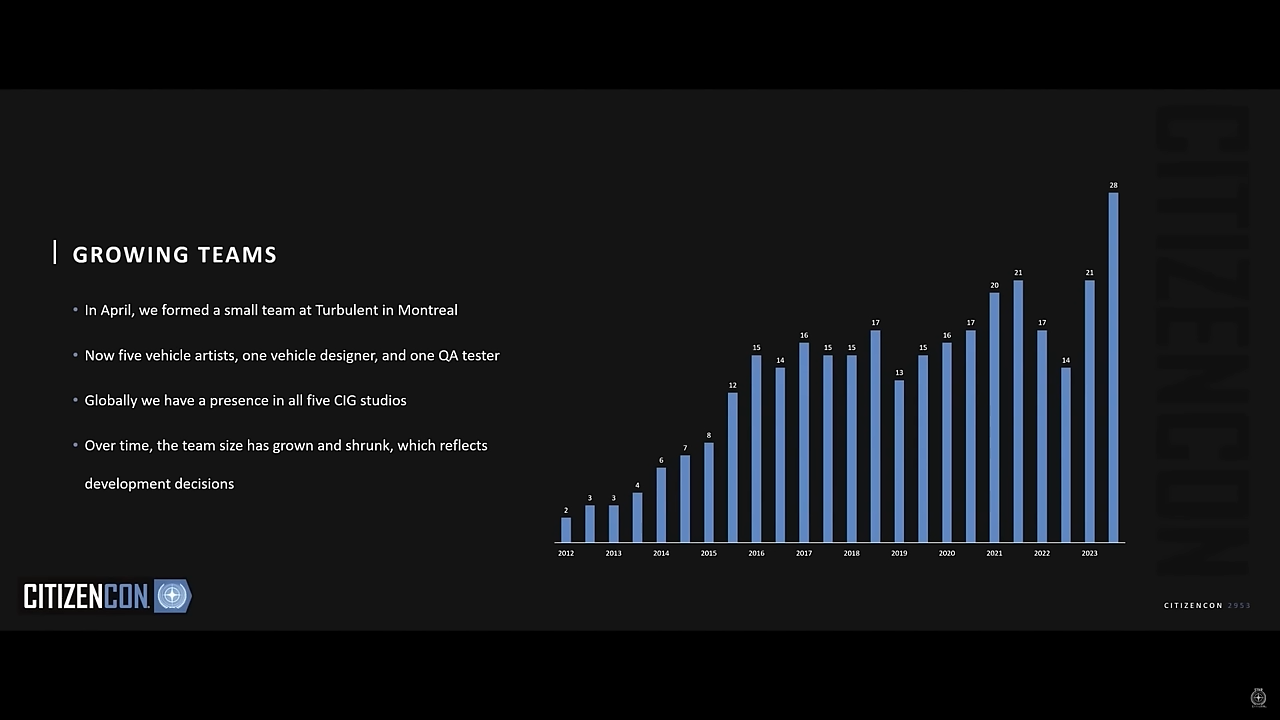 GROWING TEAMS
• In April, we formed a small team at Turbulent in Montreal
• Now five vehicle artists, one vehicle designer, and one QA tester
• Globally we have a presence in all five CIG studios
• Over time, the team size has grown and shrunk, which reflects
development decisions
2 3 3 4 6 7 8 12 15 14 16 15 15 17 13 15 16 17 20 21 17 14 21 28
2012 2013 2014 2015 2016 2017 2018 2019 2020 2021 2022 2023
CITIZENCON
CITIZENCON
CITIZENCON 2953